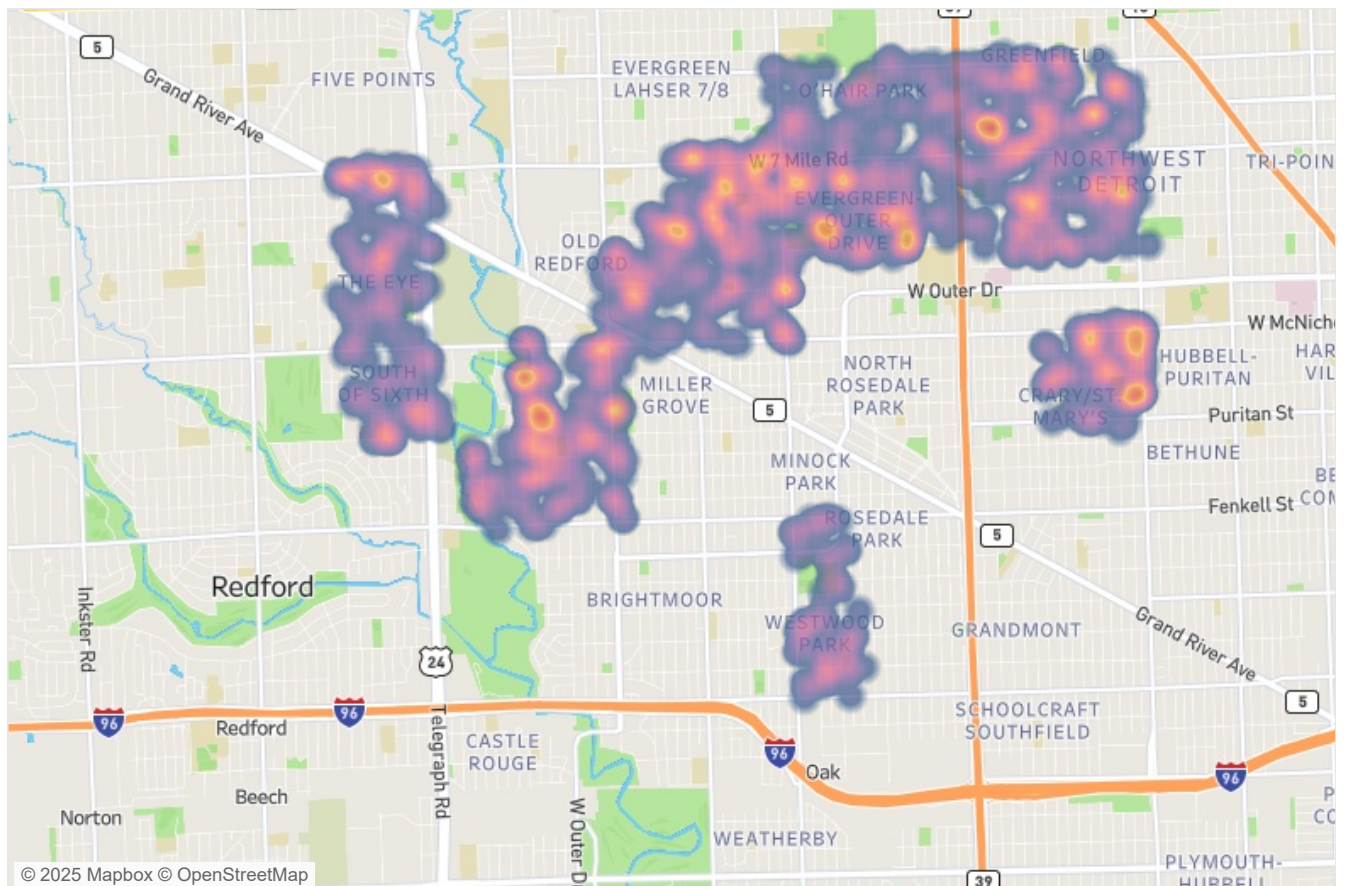 5
Grand River Ave
FIVE POINTS
EVERGREEN
LAHSER 7/8
O'HAIR PARK
GREENFIELD
W 7 Mile Rd
NORTHWEST
DETROIT
TRI-POIN
EVERGREEN-
OUTER
DRIVE
OLD
REDFORD
THE EYE
W Outer Dr
W McNich
SOUTH
OF SIXTH
MILLER
GROVE
NORTH
ROSEDALE
PARK
CRARY/ST.
MARY'S
HUBBELL-
PURITAN
HAR
VIL
5
Puritan St
BETHUNE
MINOCK
PARK
BE
CON
Fenkell St
ROSEDALE
PARK
5
Redford
Inkster Rd
BRIGHTMOOR
WESTWOOD
PARK
GRANDMONT
Grand River Ave
24
5
96
96
Redford
Telegraph Rd
CASTLE
ROUGE
SCHOOLCRAFT
SOUTHFIELD
96
Oak
96
Beech
Norton
W Outer D
WEATHERBY
P
CO
PLYMOUTH-
HUBBELL
39
© 2025 Mapbox © OpenStreetMap